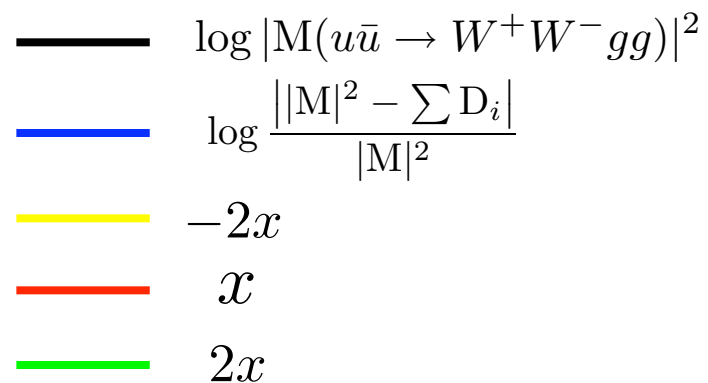 log |M(uū → W⁺W⁻gg)|²
log ||M|² − ∑ Dᵢ| / |M|²
−2x
x
2x